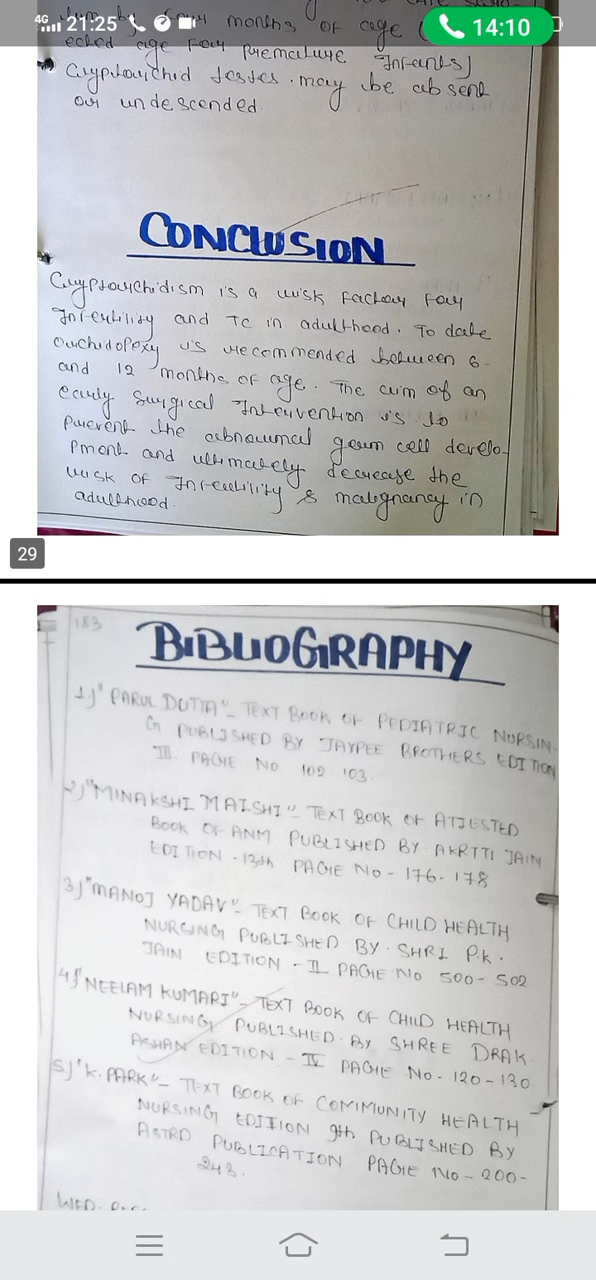 4G 21:25
14:10
by four months of age
ected age for premature Infants]
Cryptorchid testes may be absent
or undescended.
CONCLUSION
Cryptorchidism is a risk factor for
Infertility and TC in adulthood. To date
Orchidopexy is recommended between 6-
and 12 months of age. The aim of an
early Surgical Intervention is to
prevent the abnormal germ cell develo-
pment and ultimately decrease the
risk of Infertility & malignancy in
adulthood.
29
183
BIBLIOGRAPHY
1) "PARUL DUTTA" - TEXT BOOK OF PEDIATRIC NURSIN-
G PUBLISHED BY JAYPEE BROTHERS EDITION
III PAGE NO 102 103.
2) "MINAKSHI MAISHI" - TEXT BOOK OF ATTESTED
BOOK OF ANM PUBLISHED BY AKRTTI JAIN
EDITION - 13th PAGE NO - 176 - 178
3) "MANOJ YADAV" - TEXT BOOK OF CHILD HEALTH
NURSING PUBLISHED BY SHRI P.K.
JAIN EDITION - II PAGE NO 500 - 502
4) "NEELAM KUMARI" - TEXT BOOK OF CHILD HEALTH
NURSING PUBLISHED BY SHREE DRAK
ASHAN EDITION - IV PAGE NO - 120 - 130
5) "K. PARK" - TEXT BOOK OF COMMUNITY HEALTH
NURSING EDITION 9th PUBLISHED BY
ASTRD PUBLICATION PAGE NO - 200 -
243.